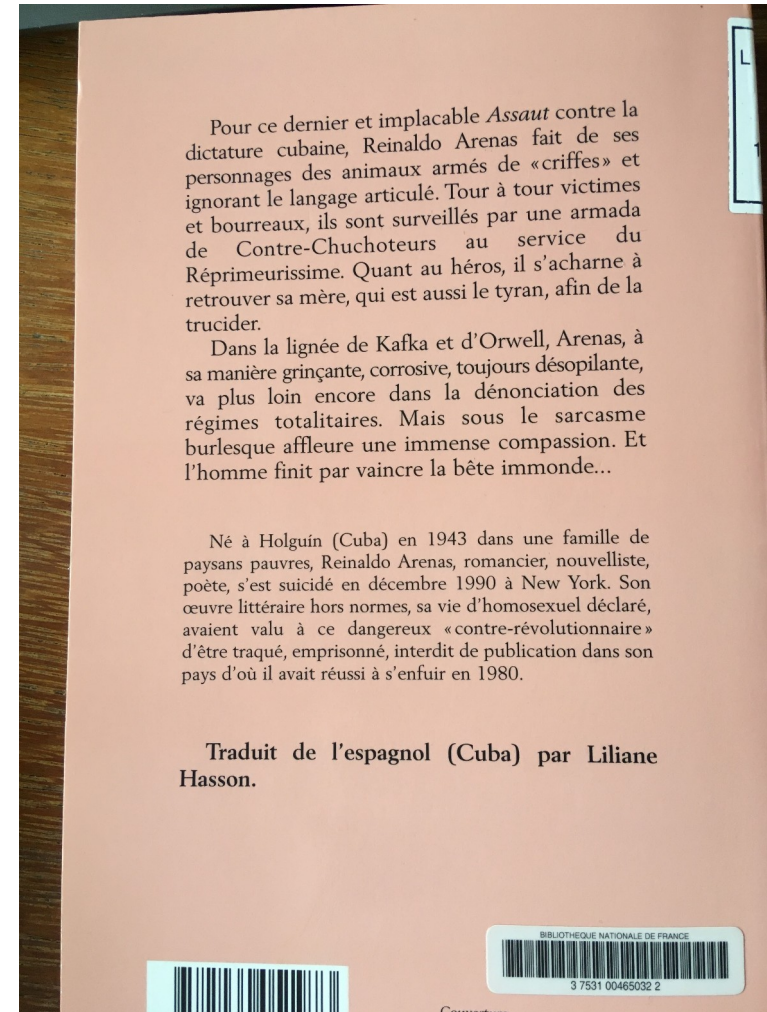 L
1
Pour ce dernier et implacable Assaut contre la
dictature cubaine, Reinaldo Arenas fait de ses
personnages des animaux armés de «criffes» et
ignorant le langage articulé. Tour à tour victimes
et bourreaux, ils sont surveillés par une armada
de Contre-Chuchoteurs au service du
Réprimeurissime. Quant au héros, il s'acharne à
retrouver sa mère, qui est aussi le tyran, afin de la
trucider.
Dans la lignée de Kafka et d'Orwell, Arenas, à
sa manière grinçante, corrosive, toujours désopilante,
va plus loin encore dans la dénonciation des
régimes totalitaires. Mais sous le sarcasme
burlesque affleure une immense compassion. Et
l'homme finit par vaincre la bête immonde...
Né à Holguín (Cuba) en 1943 dans une famille de
paysans pauvres, Reinaldo Arenas, romancier, nouvelliste,
poète, s'est suicidé en décembre 1990 à New York. Son
œuvre littéraire hors normes, sa vie d'homosexuel déclaré,
avaient valu à ce dangereux «contre-révolutionnaire»
d'être traqué, emprisonné, interdit de publication dans son
pays d'où il avait réussi à s'enfuir en 1980.
Traduit de l'espagnol (Cuba) par Liliane
Hasson.
BIBLIOTHEQUE NATIONALE DE FRANCE
3 7531 00465032 2